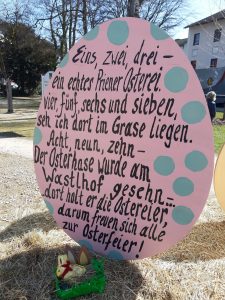 Eins, zwei, drei -
ein echter Priener Osterei
vier, fünf, sechs und sieben,
seh ich dort im Grase liegen.
Acht, neun, zehn -
Der Osterhase wurde am
Wastlhof gesehn -
dort holt er die Ostereier,
darum freuen sich alle
zur Osterfeier!